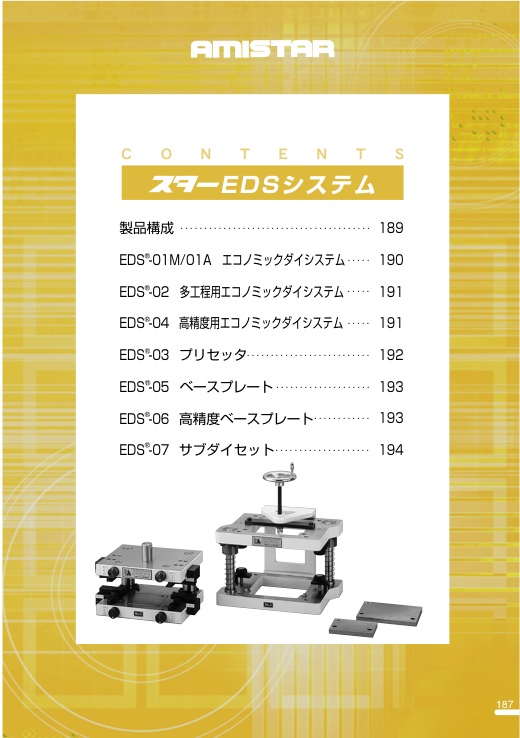 AMISTAR
CONTENTS
スターEDSシステム
製品構成 ...................................... 189
EDS®-01M/01A エコノミックダイシステム ..... 190
EDS®-02 多工程用エコノミックダイシステム ..... 191
EDS®-04 高精度用エコノミックダイシステム ..... 191
EDS®-03 プリセッタ ......................... 192
EDS®-05 ベースプレート ................... 193
EDS®-06 高精度ベースプレート ............ 193
EDS®-07 サブダイセット ................... 194
187